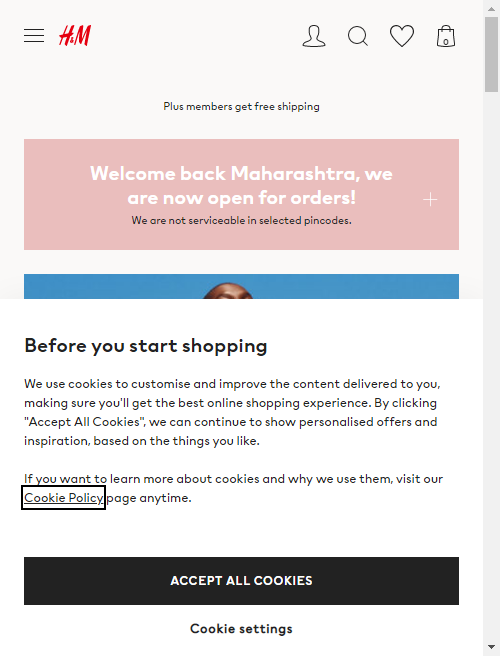 H&M
0
Plus members get free shipping
Welcome back Maharashtra, we
are now open for orders!
We are not serviceable in selected pincodes.
Before you start shopping
We use cookies to customise and improve the content delivered to you,
making sure you'll get the best online shopping experience. By clicking
"Accept All Cookies", we can continue to show personalised offers and
inspiration, based on the things you like.
If you want to learn more about cookies and why we use them, visit our
Cookie Policy page anytime.
ACCEPT ALL COOKIES
Cookie settings